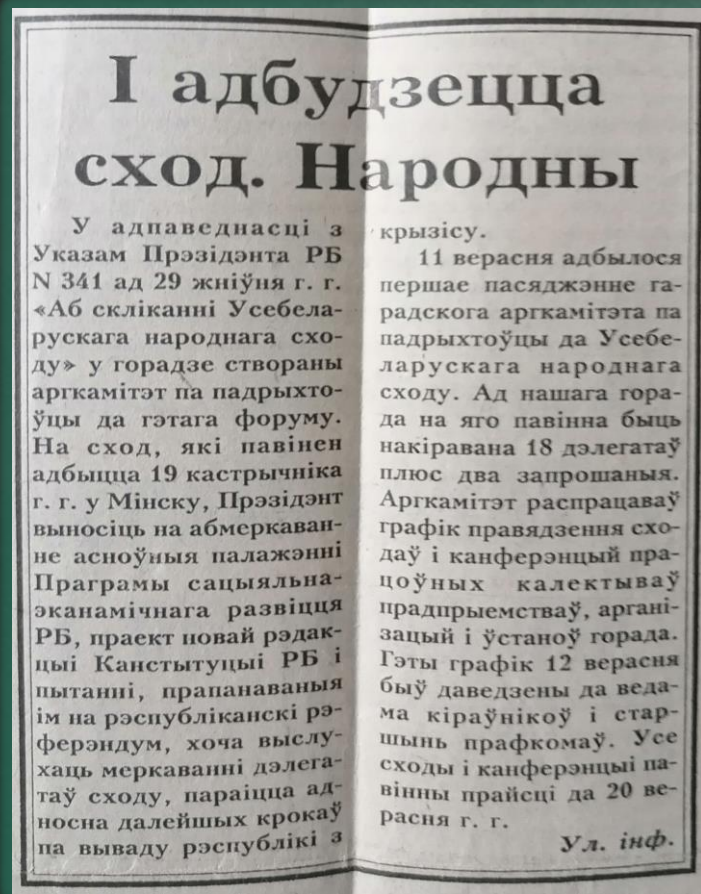 І адбудзецца
сход. Народны
У адпаведнасці з
Указам Прэзідэнта РБ
N 341 ад 29 жніўня г. г.
«Аб скліканні Усебела-
рускага народнага схо-
ду» у горадзе створаны
аргкамітэт па падрыхто-
ўцы да гэтага форуму.
На сход, які павінен
адбыцца 19 кастрычніка
г. г. у Мінску, Прэзідэнт
выносіць на абмеркаван-
не асноўныя палажэнні
Праграмы сацыяльна-
эканамічнага развіцця
РБ, праект новай рэдак-
цыі Канстытуцыі РБ і
пытанні, прапанаваныя
ім на рэспубліканскі рэ-
ферэндум, хоча выслу-
хаць меркаванні дэлега-
таў сходу, параіцца ад-
носна далейшых крокаў
па вываду рэспублікі з
крызісу.
11 верасня адбылося
першае пасяджэнне га-
радскога аргкамітэта па
падрыхтоўцы да Усебе-
ларускага народнага
сходу. Ад нашага гора-
да на яго павінна быць
накіравана 18 дэлегатаў
плюс два запрошаныя.
Аргкамітэт распрацаваў
графік правядзення схо-
даў і канферэнцый пра-
цоўных калектываў
прадпрыемстваў, аргані-
зацый і ўстаноў горада.
Гэты графік 12 верасня
быў даведзены да веда-
ма кіраўнікоў і стар-
шынь прафкомаў. Усе
сходы і канферэнцыі па-
вінны прайсці да 20 ве-
расня г. г.
Ул. інф.